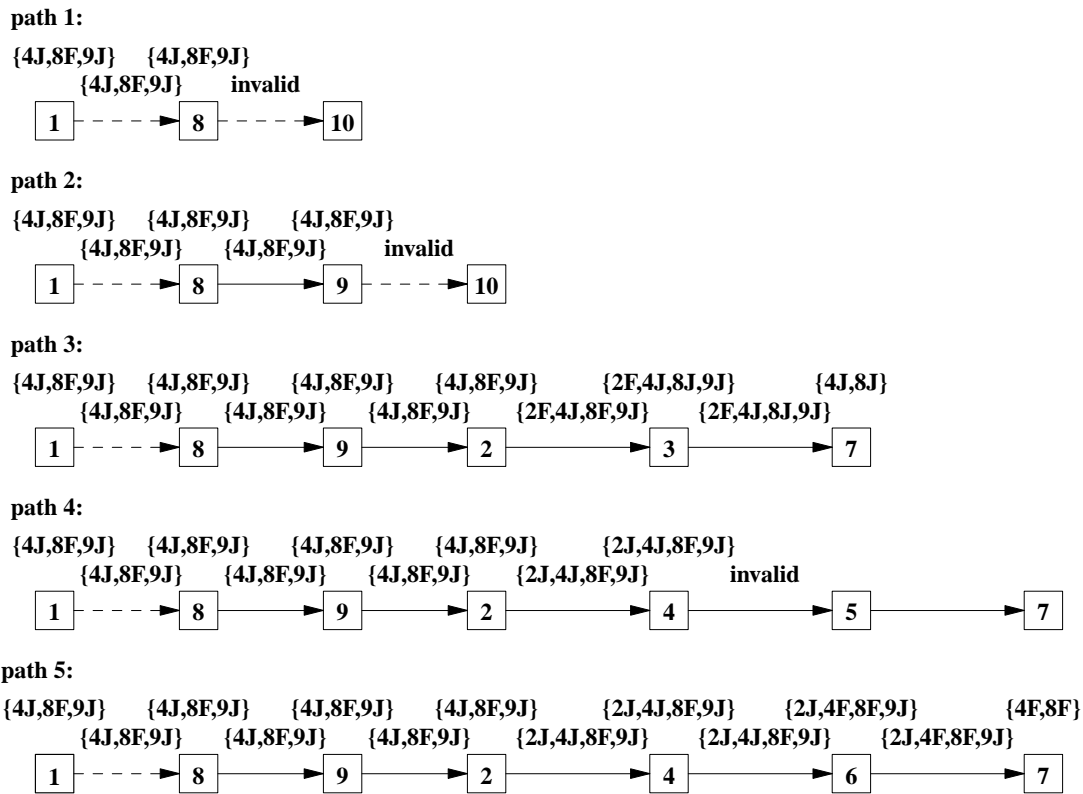 path 1:
{4J,8F,9J} {4J,8F,9J}
{4J,8F,9J} invalid
1 8 10
path 2:
{4J,8F,9J} {4J,8F,9J} {4J,8F,9J}
{4J,8F,9J} {4J,8F,9J} invalid
1 8 9 10
path 3:
{4J,8F,9J} {4J,8F,9J} {4J,8F,9J} {4J,8F,9J} {2F,4J,8J,9J} {4J,8J}
{4J,8F,9J} {4J,8F,9J} {4J,8F,9J} {2F,4J,8F,9J} {2F,4J,8J,9J}
1 8 9 2 3 7
path 4:
{4J,8F,9J} {4J,8F,9J} {4J,8F,9J} {4J,8F,9J} {2J,4J,8F,9J}
{4J,8F,9J} {4J,8F,9J} {4J,8F,9J} {2J,4J,8F,9J} invalid
1 8 9 2 4 5 7
path 5:
{4J,8F,9J} {4J,8F,9J} {4J,8F,9J} {4J,8F,9J} {2J,4J,8F,9J} {2J,4F,8F,9J} {4F,8F}
{4J,8F,9J} {4J,8F,9J} {4J,8F,9J} {2J,4J,8F,9J} {2J,4J,8F,9J} {2J,4F,8F,9J}
1 8 9 2 4 6 7